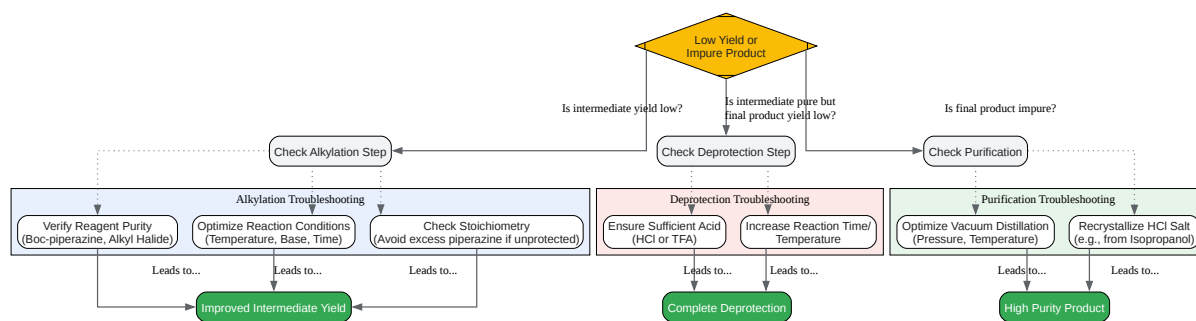 Low Yield or
Impure Product
Is intermediate yield low?
Is intermediate pure but
final product yield low?
Is final product impure?
Check Alkylation Step
Check Deprotection Step
Check Purification
Alkylation Troubleshooting
Deprotection Troubleshooting
Purification Troubleshooting
Verify Reagent Purity
(Boc-piperazine, Alkyl Halide)
Optimize Reaction Conditions
(Temperature, Base, Time)
Check Stoichiometry
(Avoid excess piperazine if unprotected)
Ensure Sufficient Acid
(HCl or TFA)
Increase Reaction Time/
Temperature
Optimize Vacuum Distillation
(Pressure, Temperature)
Recrystallize HCl Salt
(e.g., from Isopropanol)
Leads to...
Leads to...
Leads to...
Leads to...
Leads to...
Leads to...
Leads to...
Improved Intermediate Yield
Complete Deprotection
High Purity Product